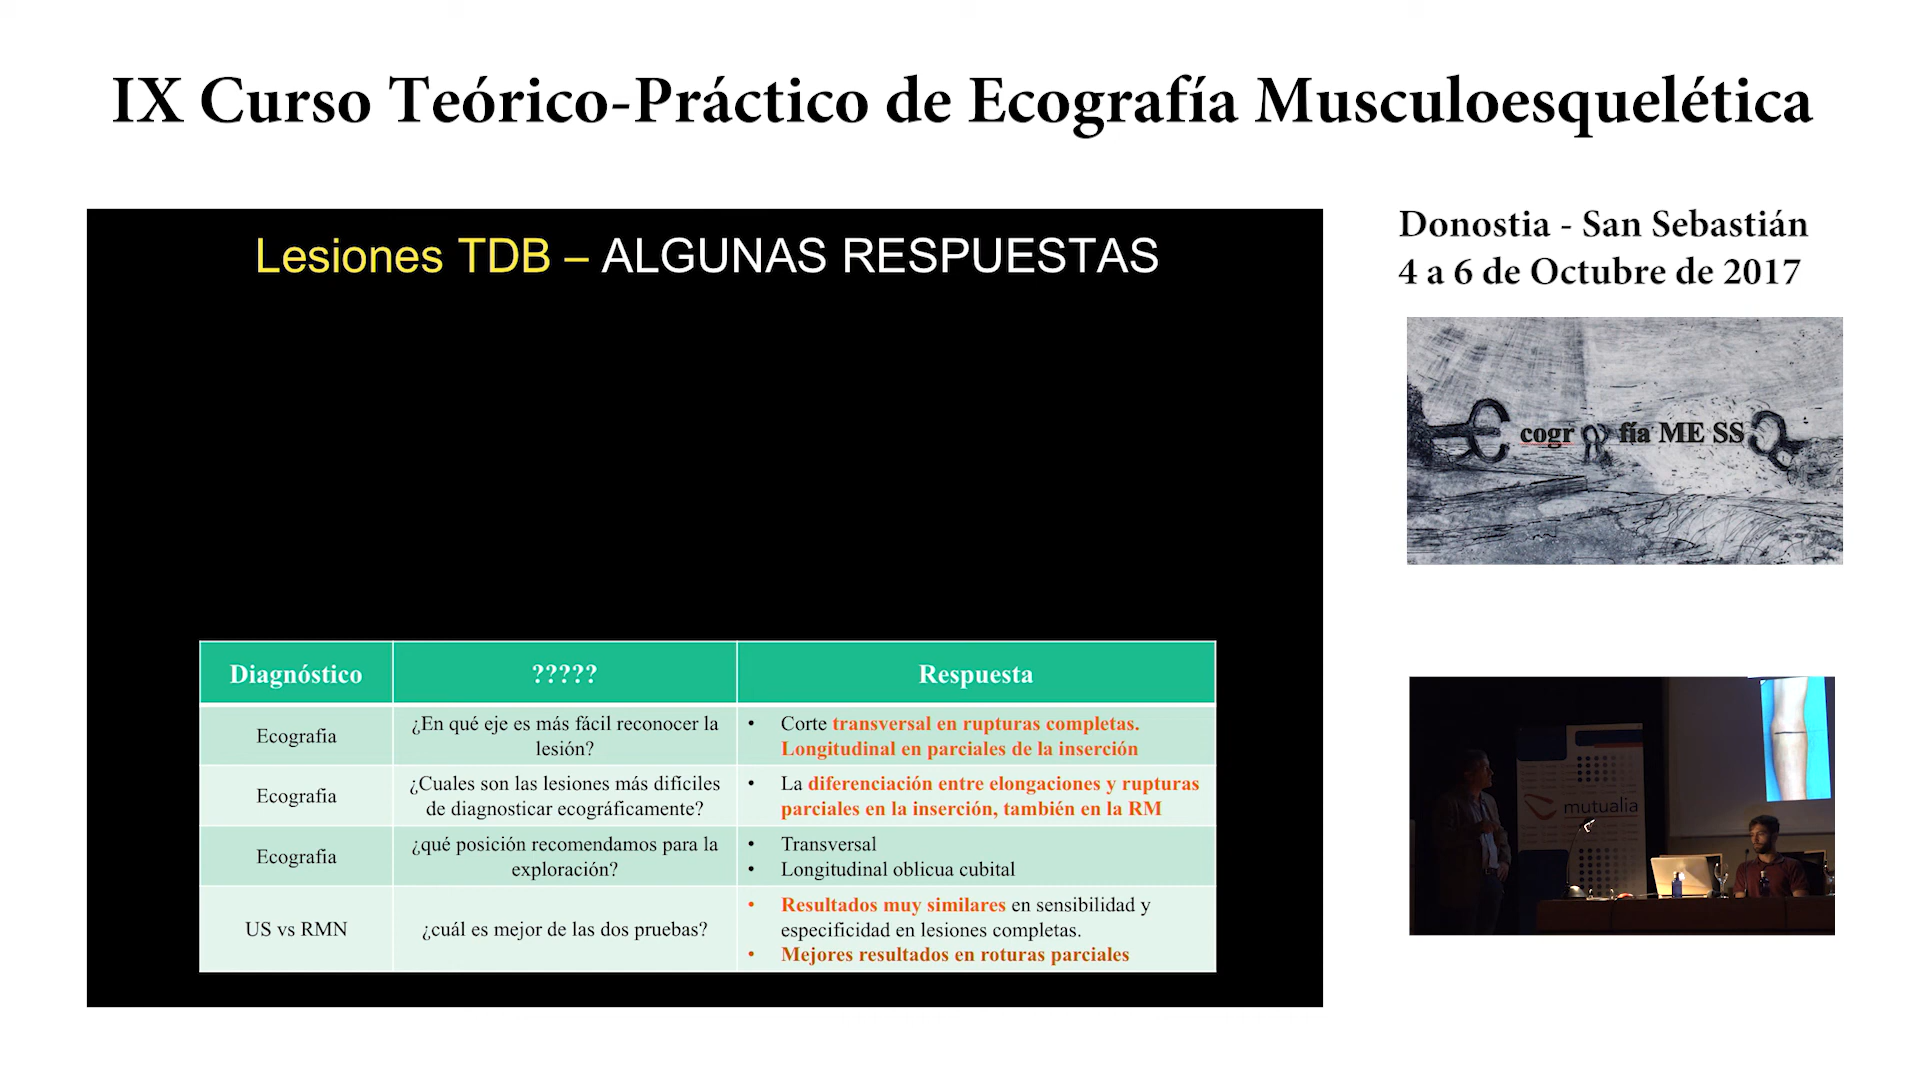 IX Curso Teórico-Práctico de Ecografía Musculoesquelética
Donostia - San Sebastián
4 a 6 de Octubre de 2017
Lesiones TDB – ALGUNAS RESPUESTAS
cogr fía ME SS
Diagnóstico ????? Respuesta
Ecografia
¿En qué eje es más fácil reconocer la
lesión?
• Corte transversal en rupturas completas.
Longitudinal en parciales de la inserción
Ecografia
¿Cuales son las lesiones más difíciles
de diagnosticar ecográficamente?
• La diferenciación entre elongaciones y rupturas
parciales en la inserción, también en la RM
Ecografia
¿qué posición recomendamos para la
exploración?
• Transversal
• Longitudinal oblicua cubital
US vs RMN
¿cuál es mejor de las dos pruebas?
• Resultados muy similares en sensibilidad y
especificidad en lesiones completas.
• Mejores resultados en roturas parciales
mutualia